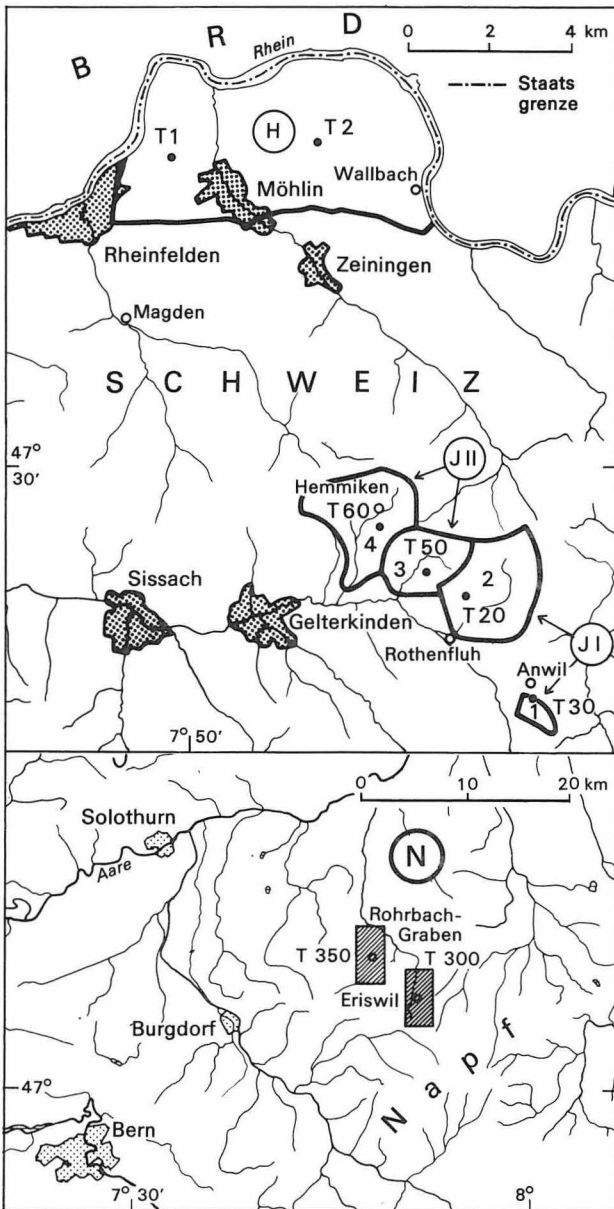 B R D
Rhein
0 2 4 km
Staats
grenze
T1
H
T2
Wallbach
Möhlin
Rheinfelden
Zeiningen
Magden
SCHWEIZ
47°
30'
JII
Hemmiken
T60
4
T50
3
2
T20
Sissach
Gelterkinden
Rothenfluh
JI
Anwil
1
T30
7° 50'
0 10 20 km
Solothurn
Aare
N
Rohrbach-
Graben
T 350
T 300
Eriswil
Burgdorf
Napf
47°
Bern
7° 30'
8°